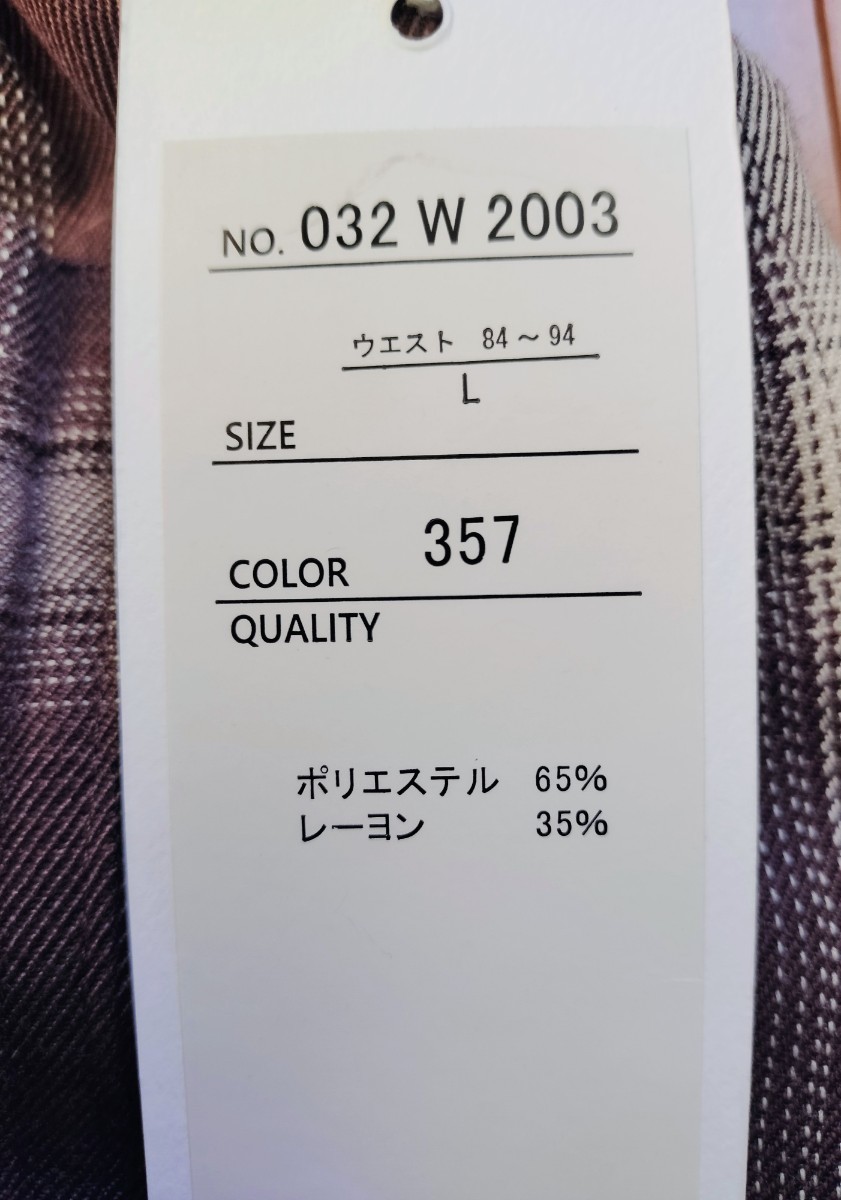 NO. 032 W 2003
ウエスト 84～94
L
SIZE
COLOR 357
QUALITY
ポリエステル 65%
レーヨン 35%